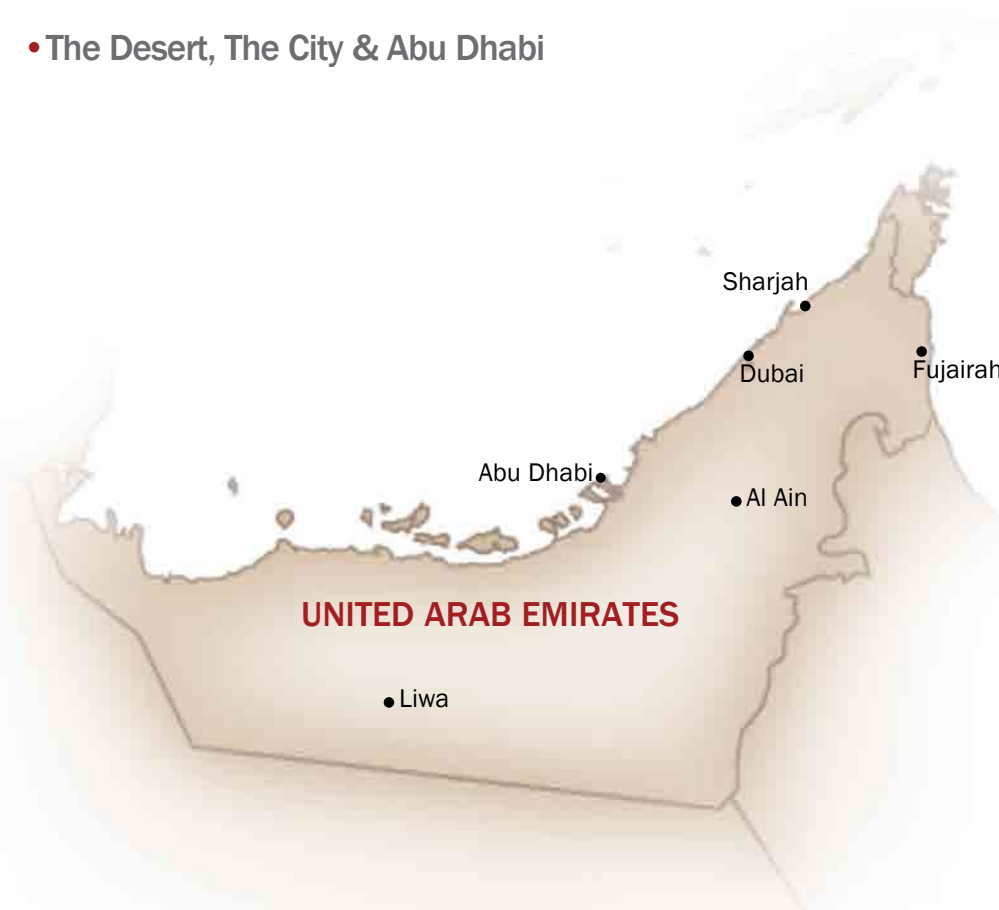 • The Desert, The City & Abu Dhabi
Sharjah
Dubai
Fujairah
Abu Dhabi
Al Ain
UNITED ARAB EMIRATES
Liwa